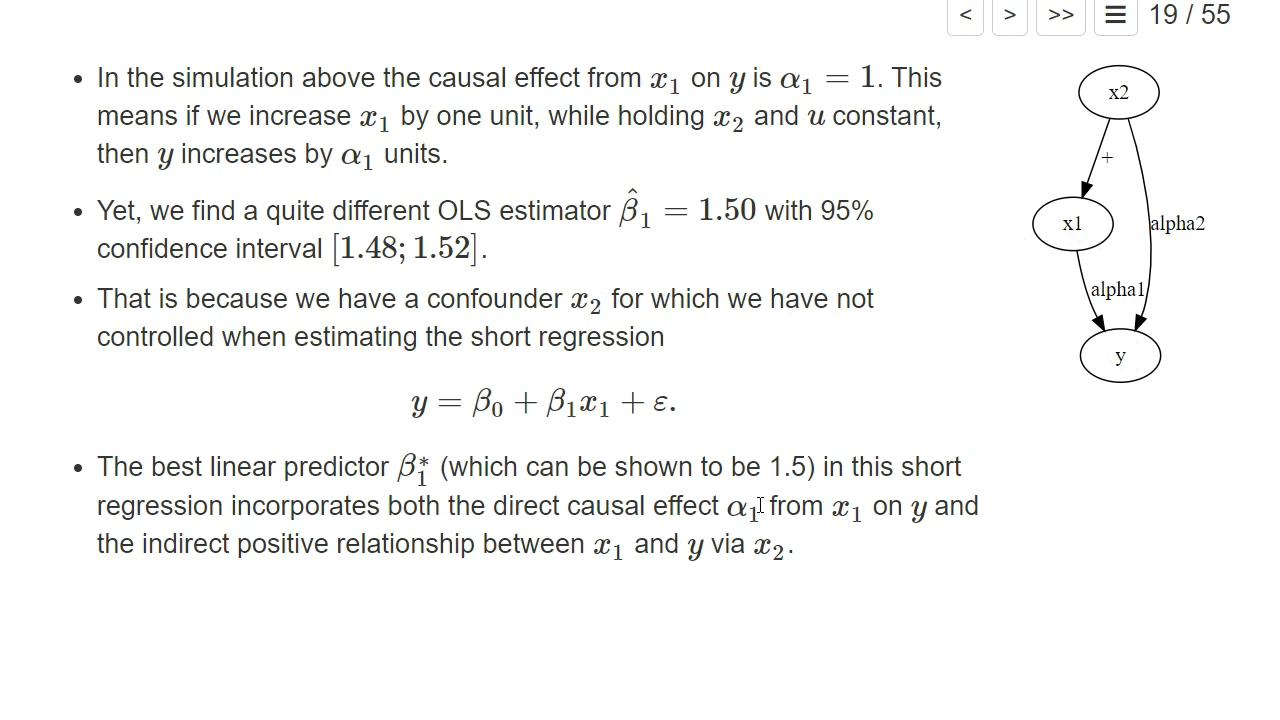 < > >> ☰ 19 / 55
• In the simulation above the causal effect from x₁ on y is α₁ = 1. This
means if we increase x₁ by one unit, while holding x₂ and u constant,
then y increases by α₁ units.
• Yet, we find a quite different OLS estimator β̂₁ = 1.50 with 95%
confidence interval [1.48; 1.52].
• That is because we have a confounder x₂ for which we have not
controlled when estimating the short regression
y = β₀ + β₁x₁ + ε.
• The best linear predictor β₁* (which can be shown to be 1.5) in this short
regression incorporates both the direct causal effect α₁ from x₁ on y and
the indirect positive relationship between x₁ and y via x₂.
x2
+
x1
alpha2
alpha1
y